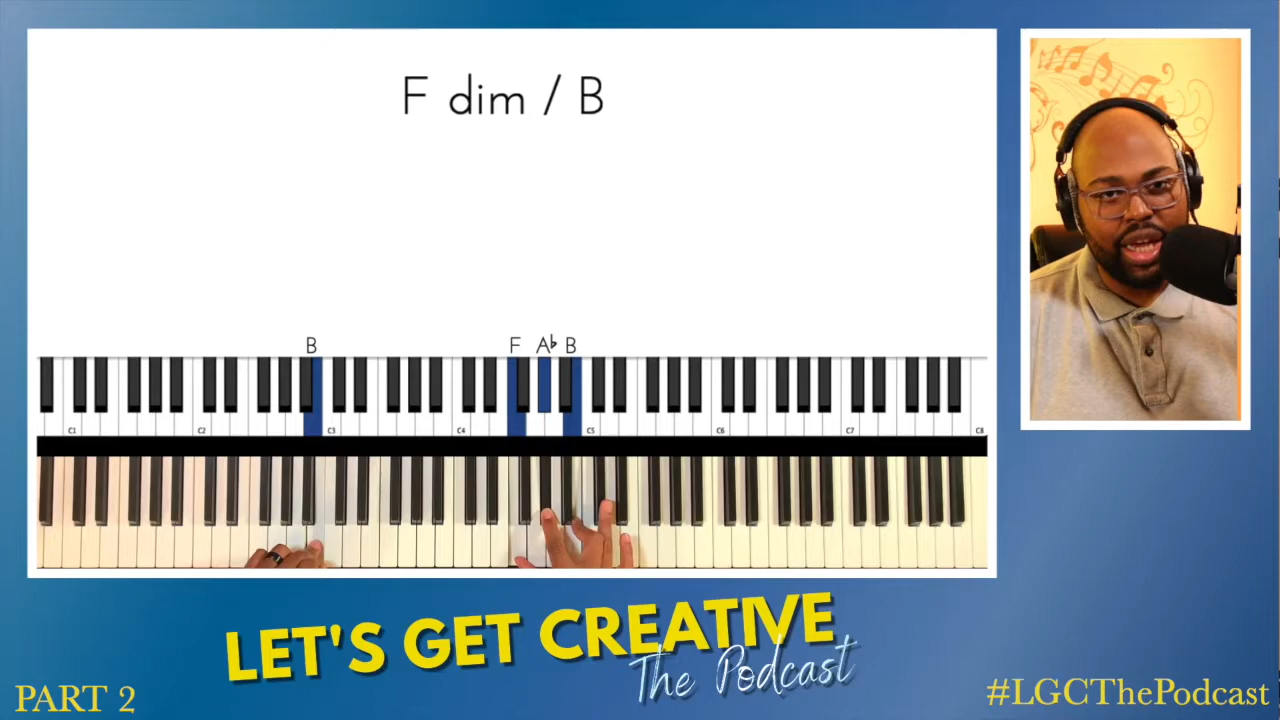 F dim / B
B F A♭ B
C1 C2 C3 C4 C5 C6 C7 C8
LET'S GET CREATIVE
The Podcast
PART 2
#LGCThePodcast